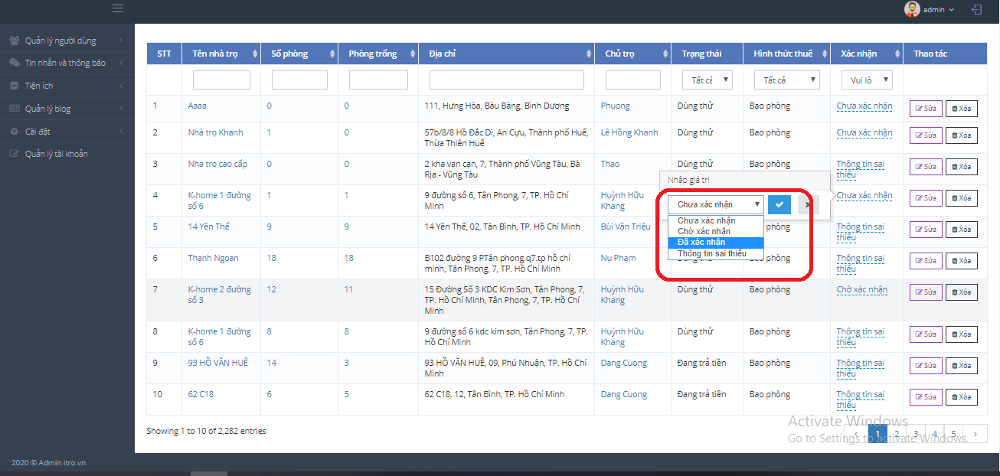 admin
Quản lý người dùng
Tin nhắn và thông báo
Tiện ích
Quản lý blog
Cài đặt
Quản lý tài khoản
STT Tên nhà trọ Số phòng Phòng trống Địa chỉ Chủ trọ Trạng thái Hình thức thuê Xác nhận Thao tác
Tất cả Tất cả Vui lò
1 Aaaa 0 0 111, Hưng Hòa, Bàu Bàng, Bình Dương Phuong Dùng thử Bao phòng Chưa xác nhận Sửa Xóa
2 Nhà trọ Khanh 1 0 57b/8/8 Hồ Đắc Di, An Cựu, Thành phố Huế, Lê Hồng Khanh Dùng thử Bao phòng Chưa xác nhận Sửa Xóa
Thừa Thiên Huế
3 Nha tro cao cấp 0 0 2 kha van can, 7, Thành phố Vũng Tàu, Bà Thao Dùng thử Bao phòng Thông tin sai Sửa Xóa
Rịa - Vũng Tàu thiếu
Nhập giá trị
4 K-home 1 đường 1 1 9 đường số 6, Tân Phong, 7, TP. Hồ Chí Huỳnh Hữu Chưa xác nhận Sửa Xóa
số 6 Minh Khang
Chưa xác nhận
Chưa xác nhận
Chờ xác nhận
Đã xác nhận
Thông tin sai thiếu
5 14 Yên Thế 9 9 14 Yên Thế, 02, Tân Bình, TP. Hồ Chí Minh Bùi Văn Triệu phòng Thông tin sai Sửa Xóa
thiếu
6 Thanh Ngoan 18 18 B102 đường 9 PTân phong.q7.tp hồ chí Nụ Phạm phòng Thông tin sai Sửa Xóa
minh, Tân Phong, 7, TP. Hồ Chí Minh thiếu
7 K-home 2 đường 12 11 15 Đường Số 3 KDC Kim Sơn, Tân Phong, 7, Huỳnh Hữu Dùng thử Bao phòng Chờ xác nhận Sửa Xóa
số 3 TP. Hồ Chí Minh, Tân Phong, 7, TP. Hồ Chí Khang
Minh
8 K-home 1 đường 8 8 9 đường số 6 kdc kim sơn, Tân Phong, 7, TP. Huỳnh Hữu Dùng thử Bao phòng Thông tin sai Sửa Xóa
số 6 Hồ Chí Minh Khang thiếu
9 93 HỒ VĂN HUÊ 14 3 93 HỒ VĂN HUÊ, 09, Phú Nhuận, TP. Hồ Chí Dang Cuong Đang trả tiền Bao phòng Thông tin sai Sửa Xóa
Minh thiếu
10 62 C18 6 5 62 C18, 12, Tân Bình, TP. Hồ Chí Minh Dang Cuong Đang trả tiền Bao phòng Thông tin sai Sửa Xóa
thiếu
Showing 1 to 10 of 2,282 entries
1 2 3 4 5
Activate Windows
Go to Settings to activate Windows.
2020 © Admin itro.vn